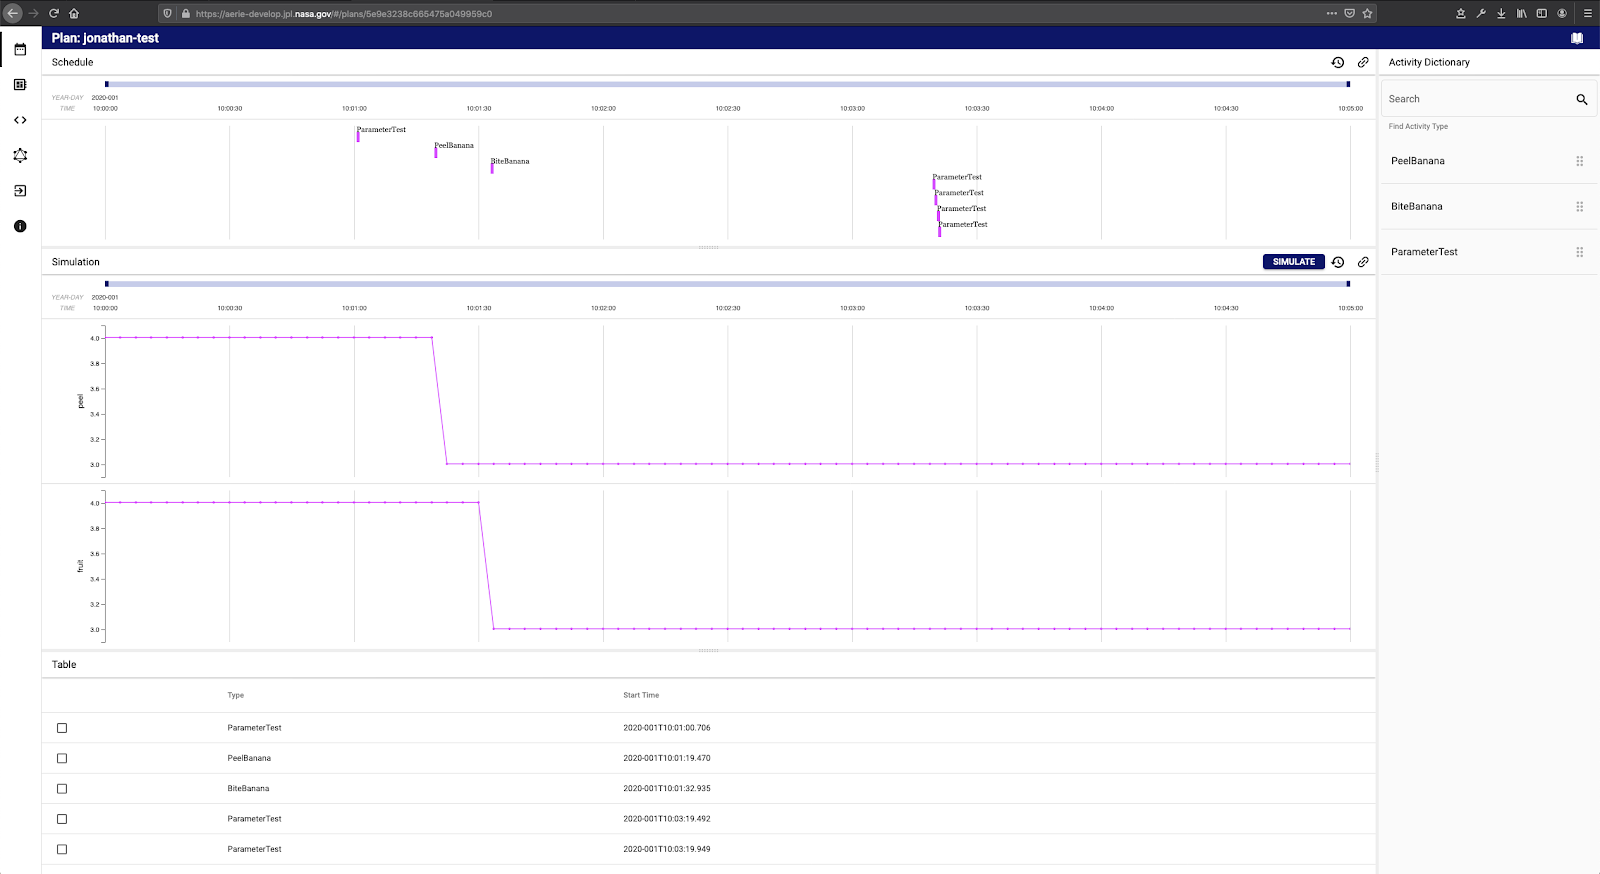 https://aerie-develop.jpl.nasa.gov/#/plans/5e9e3238c665475a049959c0
Plan: jonathan-test
Schedule
Activity Dictionary
YEAR-DAY 2020-001
TIME 10:00:00 10:00:30 10:01:00 10:01:30 10:02:00 10:02:30 10:03:00 10:03:30 10:04:00 10:04:30 10:05:00
Search
Find Activity Type
PeelBanana
BiteBanana
ParameterTest
ParameterTest
PeelBanana
BiteBanana
ParameterTest
ParameterTest
ParameterTest
ParameterTest
Simulation
SIMULATE
YEAR-DAY 2020-001
TIME 10:00:00 10:00:30 10:01:00 10:01:30 10:02:00 10:02:30 10:03:00 10:03:30 10:04:00 10:04:30 10:05:00
peel
4.0
3.8
3.6
3.4
3.2
3.0
fruit
4.0
3.8
3.6
3.4
3.2
3.0
Table
Type Start Time
ParameterTest 2020-001T10:01:00.706
PeelBanana 2020-001T10:01:19.470
BiteBanana 2020-001T10:01:32.935
ParameterTest 2020-001T10:03:19.492
ParameterTest 2020-001T10:03:19.949